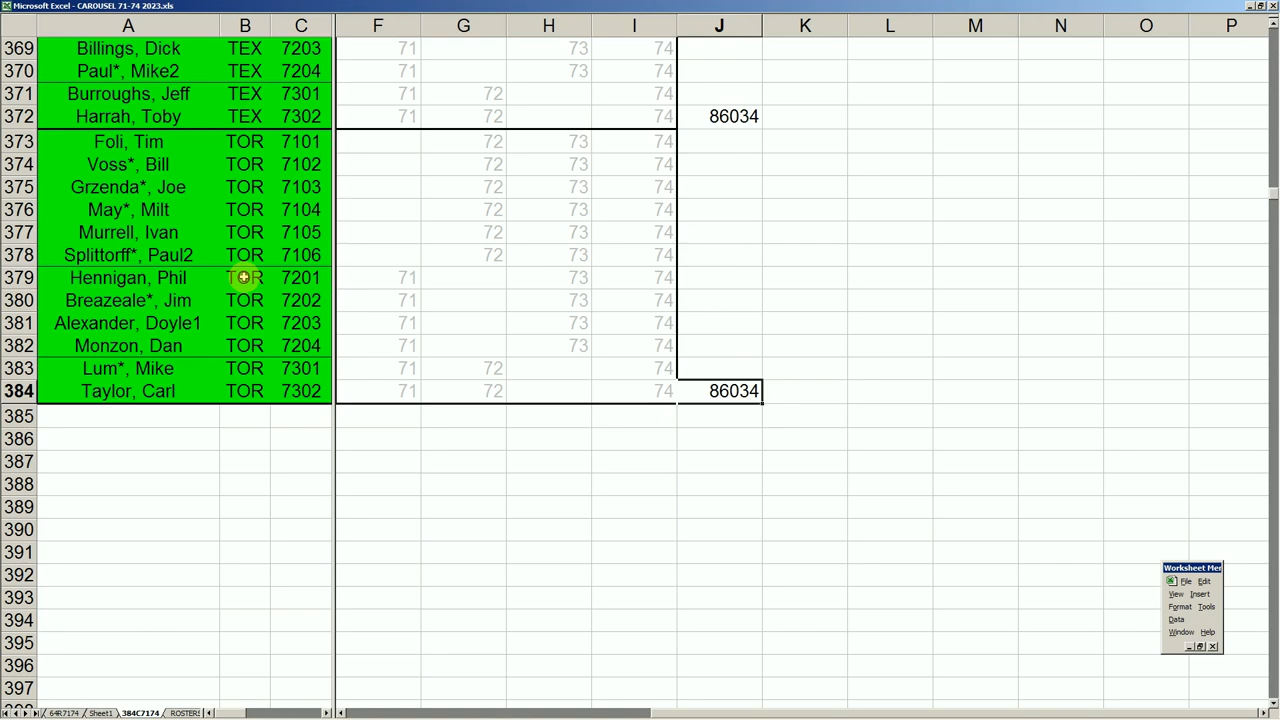 Microsoft Excel - CAROUSEL 71-74 2023.xls
A B C F G H I J K L M N O P
369 Billings, Dick TEX 7203 71 73 74
370 Paul*, Mike2 TEX 7204 71 73 74
371 Burroughs, Jeff TEX 7301 71 72 74
372 Harrah, Toby TEX 7302 71 72 74 86034
373 Foli, Tim TOR 7101 72 73 74
374 Voss*, Bill TOR 7102 72 73 74
375 Grzenda*, Joe TOR 7103 72 73 74
376 May*, Milt TOR 7104 72 73 74
377 Murrell, Ivan TOR 7105 72 73 74
378 Splittorff*, Paul2 TOR 7106 72 73 74
379 Hennigan, Phil TOR 7201 71 73 74
380 Breazeale*, Jim TOR 7202 71 73 74
381 Alexander, Doyle1 TOR 7203 71 73 74
382 Monzon, Dan TOR 7204 71 73 74
383 Lum*, Mike TOR 7301 71 72 74
384 Taylor, Carl TOR 7302 71 72 74 86034
385
386
387
388
389
390
391
392
393
394
395
396
397
Worksheet Mer
File Edit
View Insert
Format Tools
Data
Window Help
64R7174 Sheet1 384C7174 ROSTERS